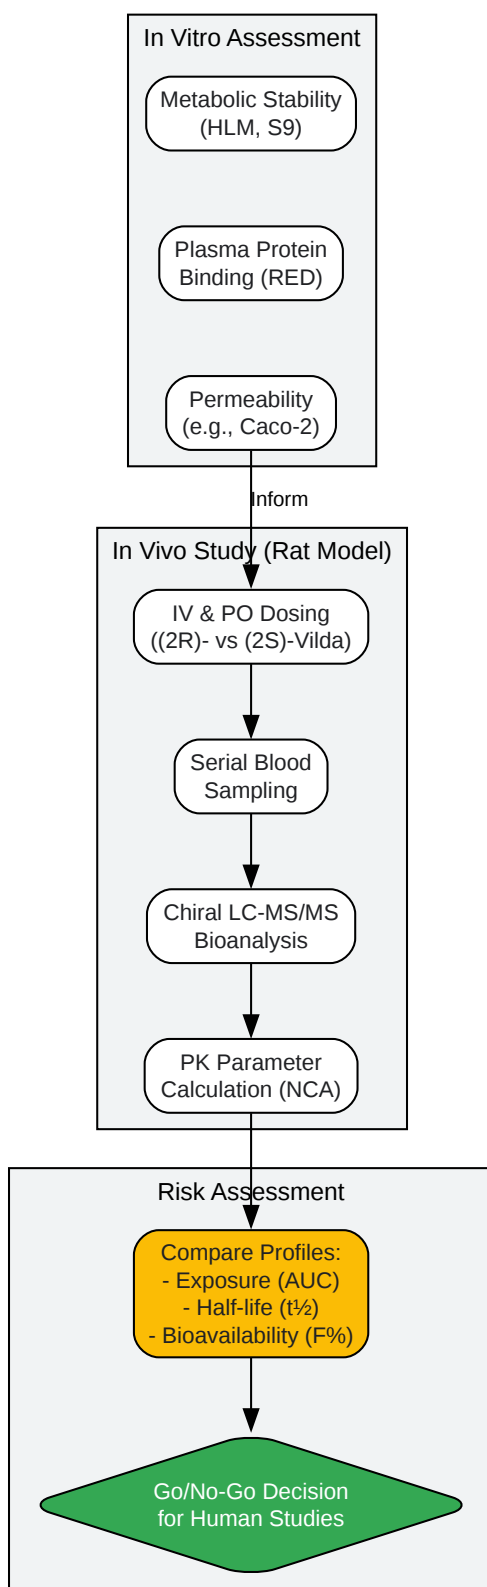 In Vitro Assessment
Metabolic Stability
(HLM, S9)
Plasma Protein
Binding (RED)
Permeability
(e.g., Caco-2)
Inform
In Vivo Study (Rat Model)
IV & PO Dosing
((2R)- vs (2S)-Vilda)
Serial Blood
Sampling
Chiral LC-MS/MS
Bioanalysis
PK Parameter
Calculation (NCA)
Risk Assessment
Compare Profiles:
- Exposure (AUC)
- Half-life (t½)
- Bioavailability (F%)
Go/No-Go Decision
for Human Studies